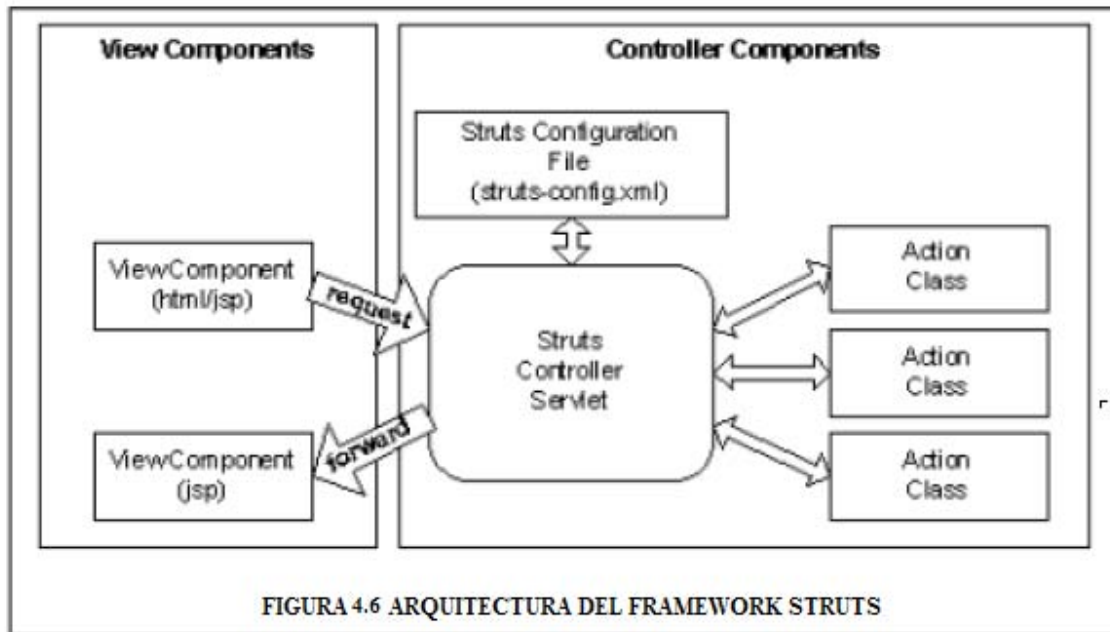 View Components
Controller Components
Struts Configuration
File
(struts-config.xml)
ViewComponent
(html/jsp)
request
Struts
Controller
Servlet
Action
Class
Action
Class
forward
ViewComponent
(jsp)
Action
Class
FIGURA 4.6 ARQUITECTURA DEL FRAMEWORK STRUTS